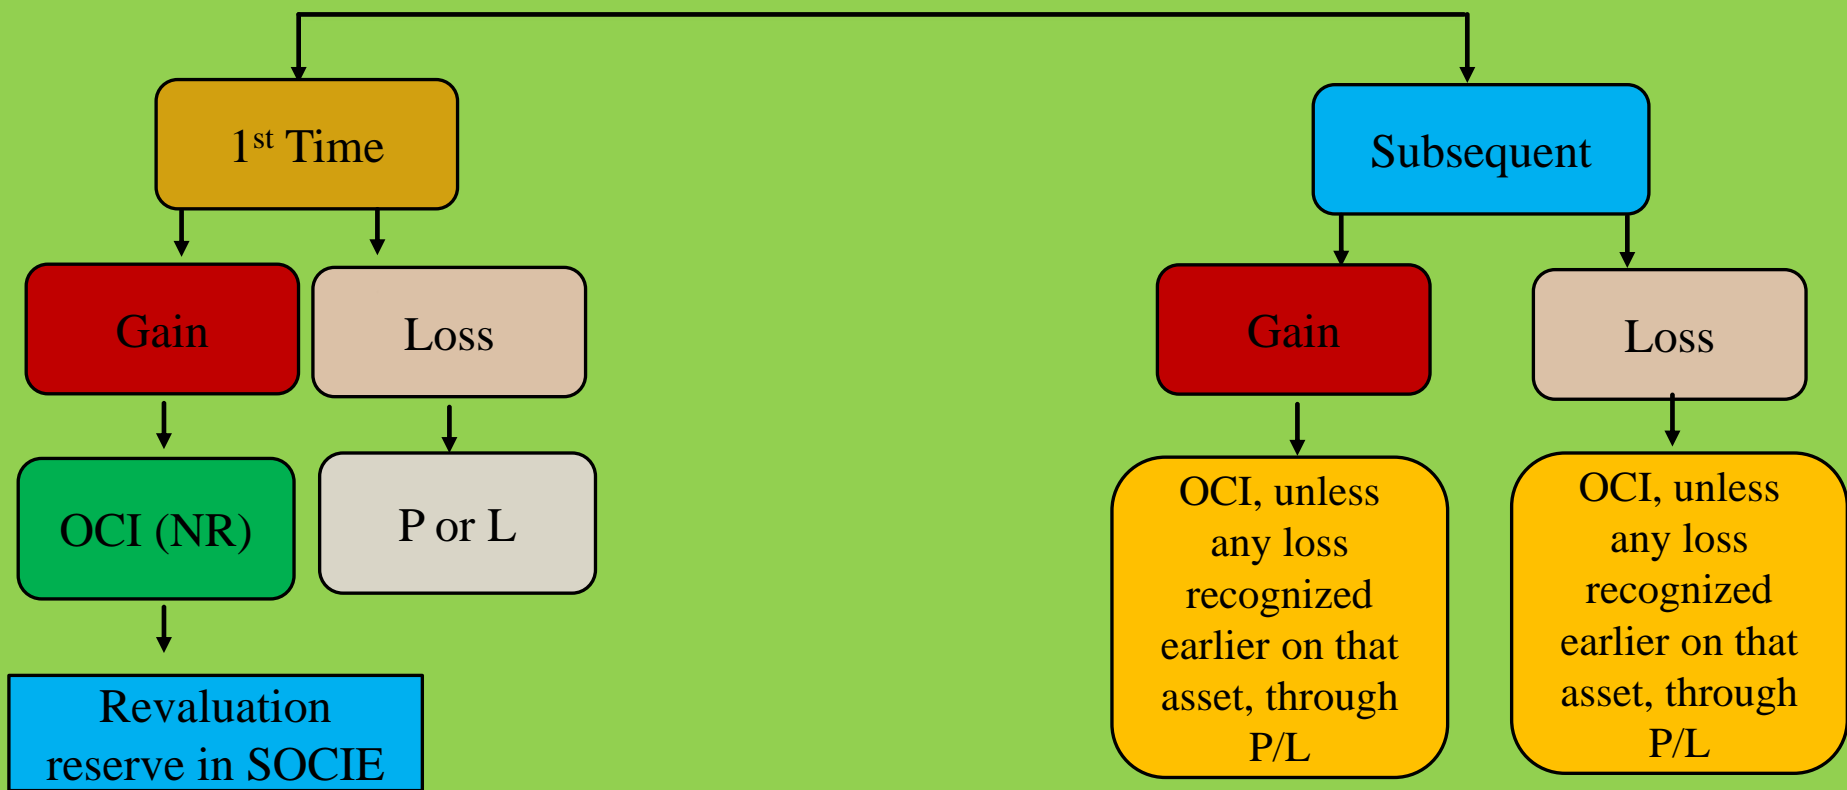 1st Time
Subsequent
Gain
Loss
Gain
Loss
OCI (NR)
P or L
OCI, unless
any loss
recognized
earlier on that
asset, through
P/L
OCI, unless
any loss
recognized
earlier on that
asset, through
P/L
Revaluation
reserve in SOCIE